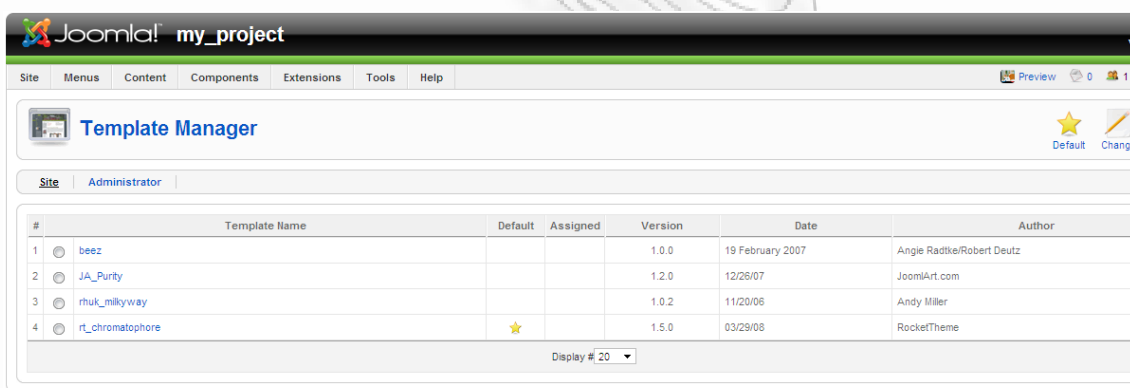 Joomla!™ my_project
Site Menus Content Components Extensions Tools Help Preview 0 1
Template Manager
Default
Site Administrator
# Template Name Default Assigned Version Date Author
1 beez 1.0.0 19 February 2007 Angie Radtke/Robert Deutz
2 JA_Purity 1.2.0 12/26/07 JoomlArt.com
3 rhuk_milkyway 1.0.2 11/20/06 Andy Miller
4 rt_chromatophore 1.5.0 03/29/08 RocketTheme
Display # 20